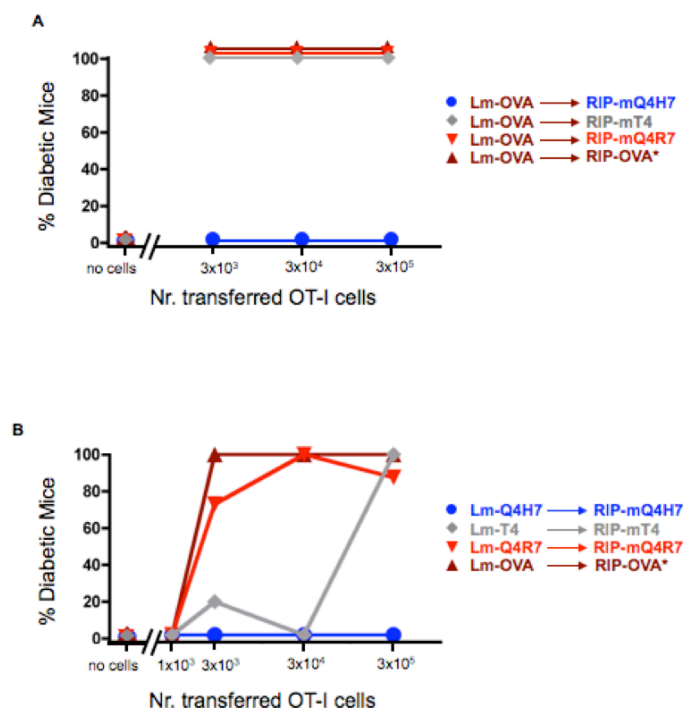 A
100
80
60
40
20
0
% Diabetic Mice
no cells 3x10³ 3x10⁴ 3x10⁵
Nr. transferred OT-I cells
Lm-OVA RIP-mQ4H7
Lm-OVA RIP-mT4
Lm-OVA RIP-mQ4R7
Lm-OVA RIP-OVA*
B
100
80
60
40
20
0
% Diabetic Mice
no cells 1x10³ 3x10³ 3x10⁴ 3x10⁵
Nr. transferred OT-I cells
Lm-Q4H7 RIP-mQ4H7
Lm-T4 RIP-mT4
Lm-Q4R7 RIP-mQ4R7
Lm-OVA RIP-OVA*